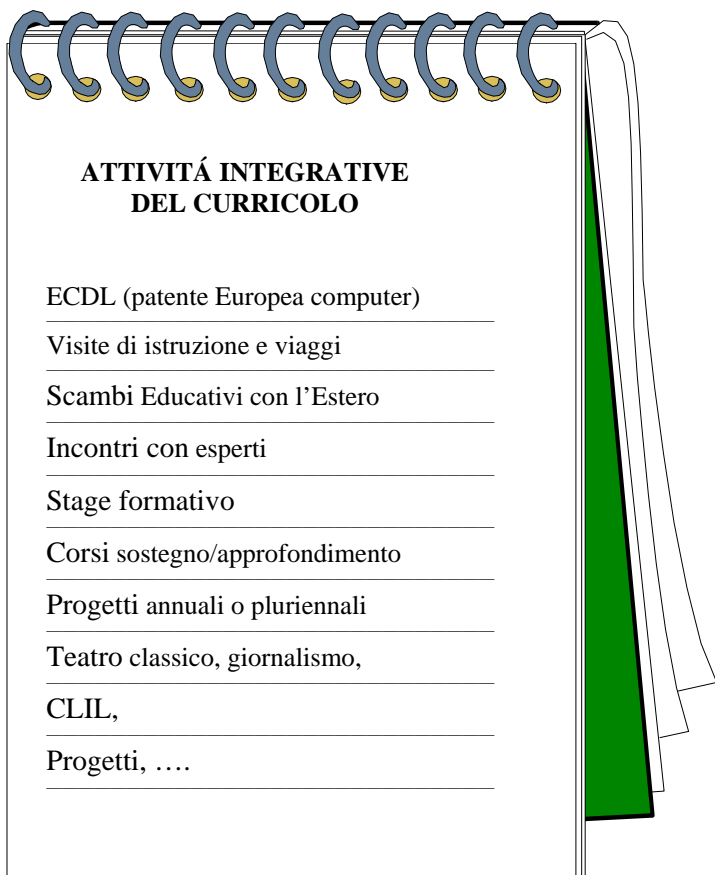 ATTIVITÁ INTEGRATIVE
DEL CURRICOLO
ECDL (patente Europea computer)
Visite di istruzione e viaggi
Scambi Educativi con l’Estero
Incontri con esperti
Stage formativo
Corsi sostegno/approfondimento
Progetti annuali o pluriennali
Teatro classico, giornalismo,
CLIL,
Progetti, ….